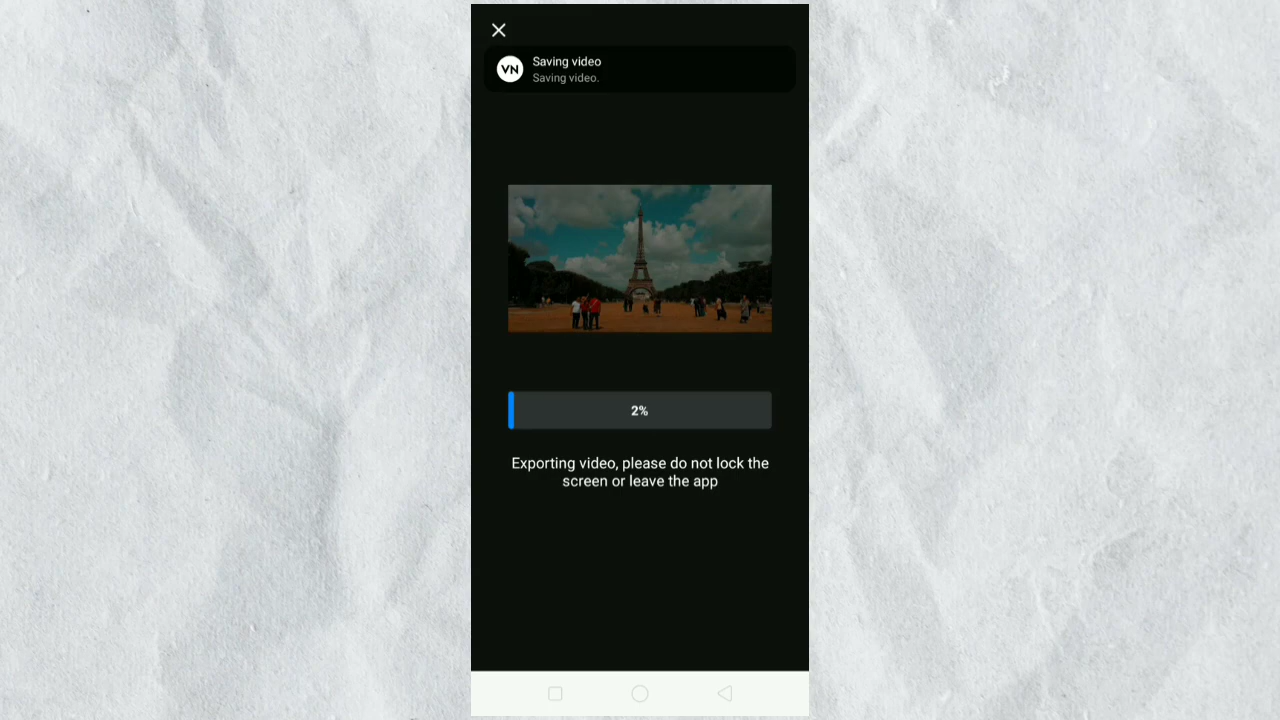 VN
Saving video
Saving video.
2%
Exporting video, please do not lock the
screen or leave the app